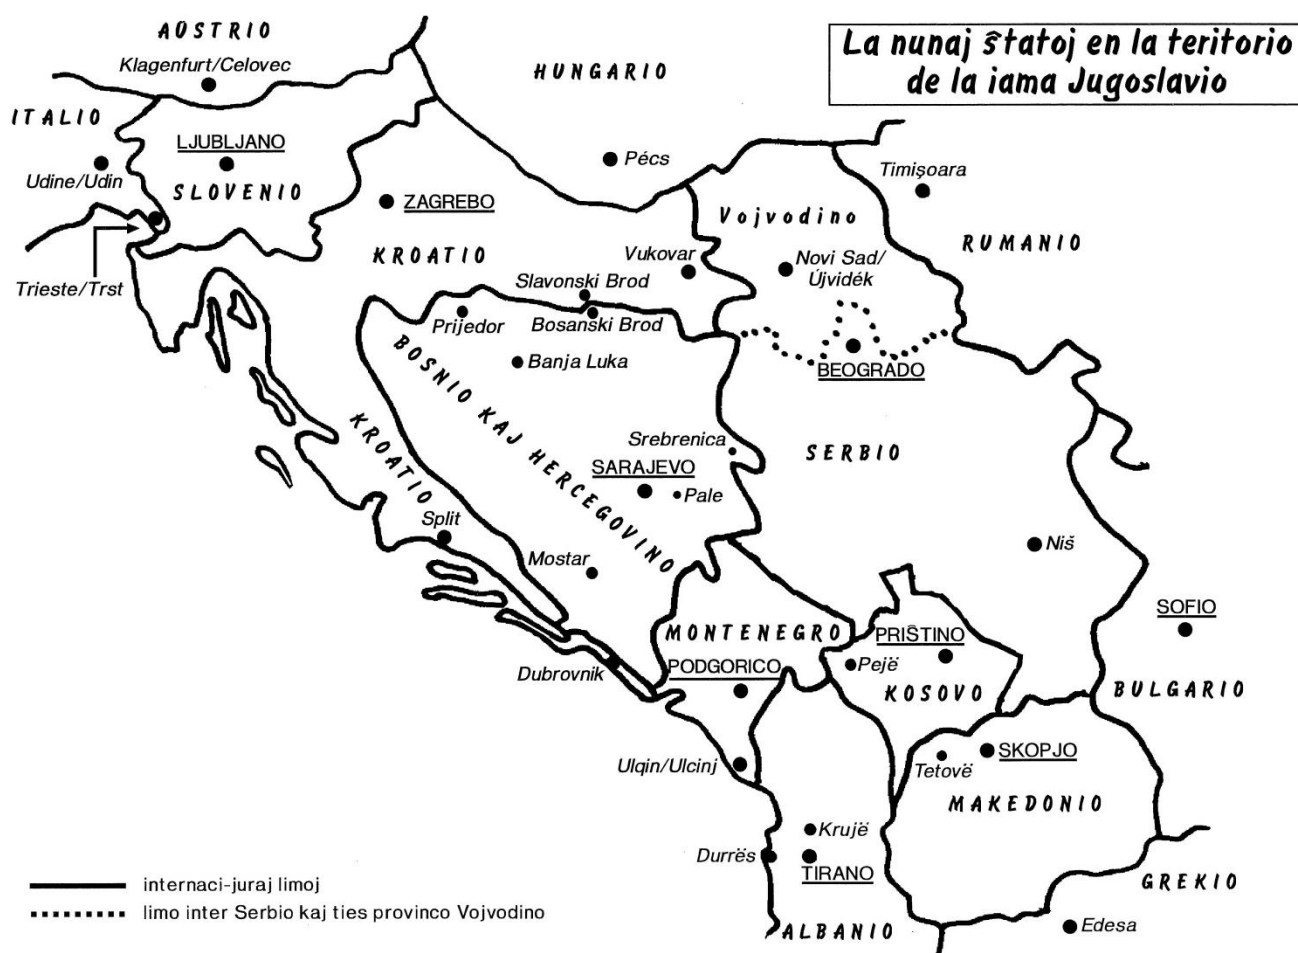 La nunaj ŝtatoj en la teritorio
de la iama Jugoslavio
AŬSTRIO
Klagenfurt/Celovec
HUNGARIO
ITALIO
LJUBLJANO
Udine/Udin
SLOVENIO
ZAGREBO
Pécs
Timişoara
Vojvodino
RUMANIO
KROATIO
Vukovar
Novi Sad/
Újvidék
Trieste/Trst
Slavonski Brod
Prijedor
Bosanski Brod
Banja Luka
BEOGRADO
BOSNIO KAJ HERCEGOVINO
KROATIO
Srebrenica
SERBIO
SARAJEVO
Pale
Split
Mostar
Niš
SOFIO
MONTENEGRO
PRIŜTINO
Dubrovnik
PODGORICO
Pejë
KOSOVO
BULGARIO
Ulqin/Ulcinj
Tetovë
SKOPJO
MAKEDONIO
Krujë
Durrës
TIRANO
GREKIO
ALBANIO
Edesa
internaci-juraj limoj
limo inter Serbio kaj ties provinco Vojvodino